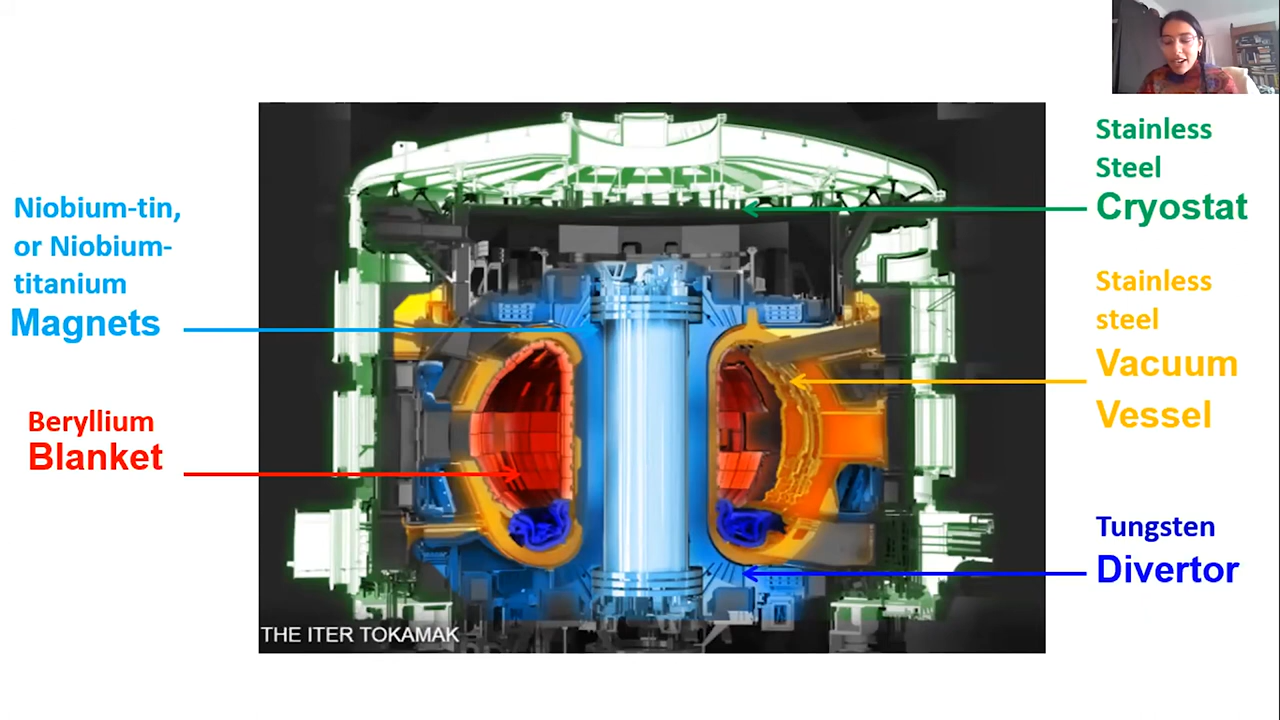 Niobium-tin,
or Niobium-
titanium
Magnets
Beryllium
Blanket
THE ITER TOKAMAK
Stainless
Steel
Cryostat
Stainless
steel
Vacuum
Vessel
Tungsten
Divertor